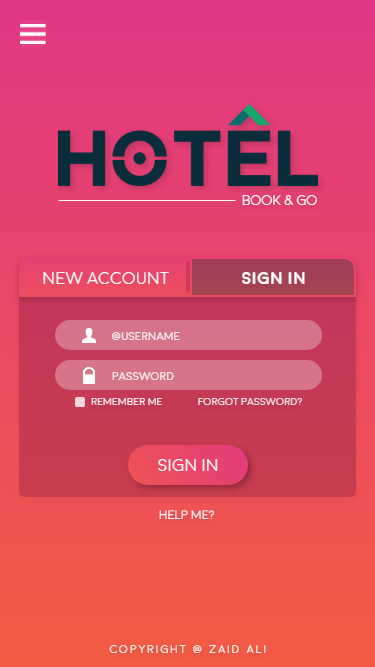 HOTEL
BOOK & GO
NEW ACCOUNT SIGN IN
@USERNAME
PASSWORD
REMEMBER ME FORGOT PASSWORD?
SIGN IN
HELP ME?
COPYRIGHT @ ZAID ALI